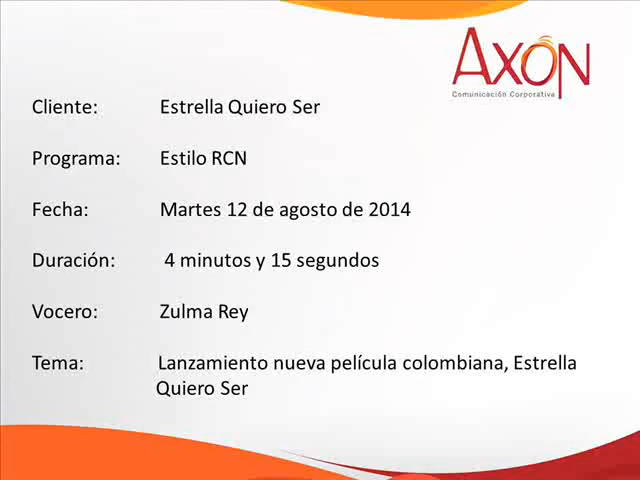 AXÓN
Comunicación Corporativa
Cliente: Estrella Quiero Ser
Programa: Estilo RCN
Fecha: Martes 12 de agosto de 2014
Duración: 4 minutos y 15 segundos
Vocero: Zulma Rey
Tema: Lanzamiento nueva película colombiana, Estrella
Quiero Ser